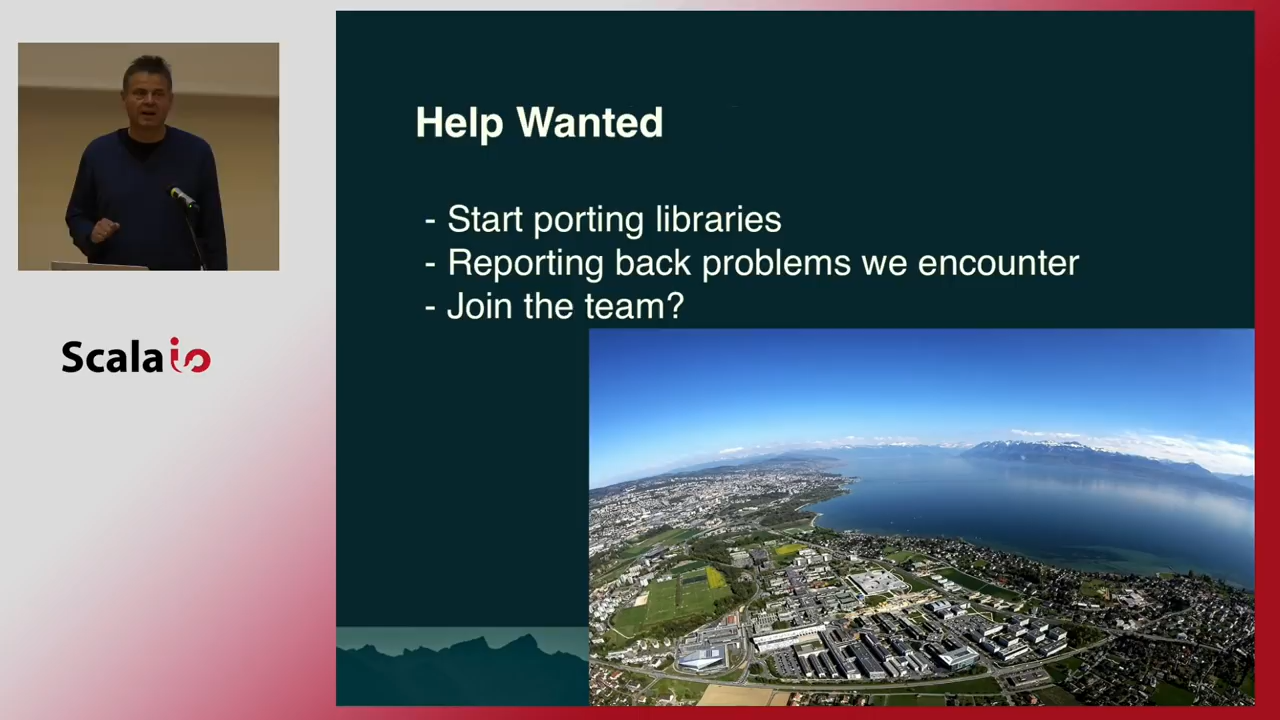 Help Wanted
- Start porting libraries
- Reporting back problems we encounter
- Join the team?
Scala io